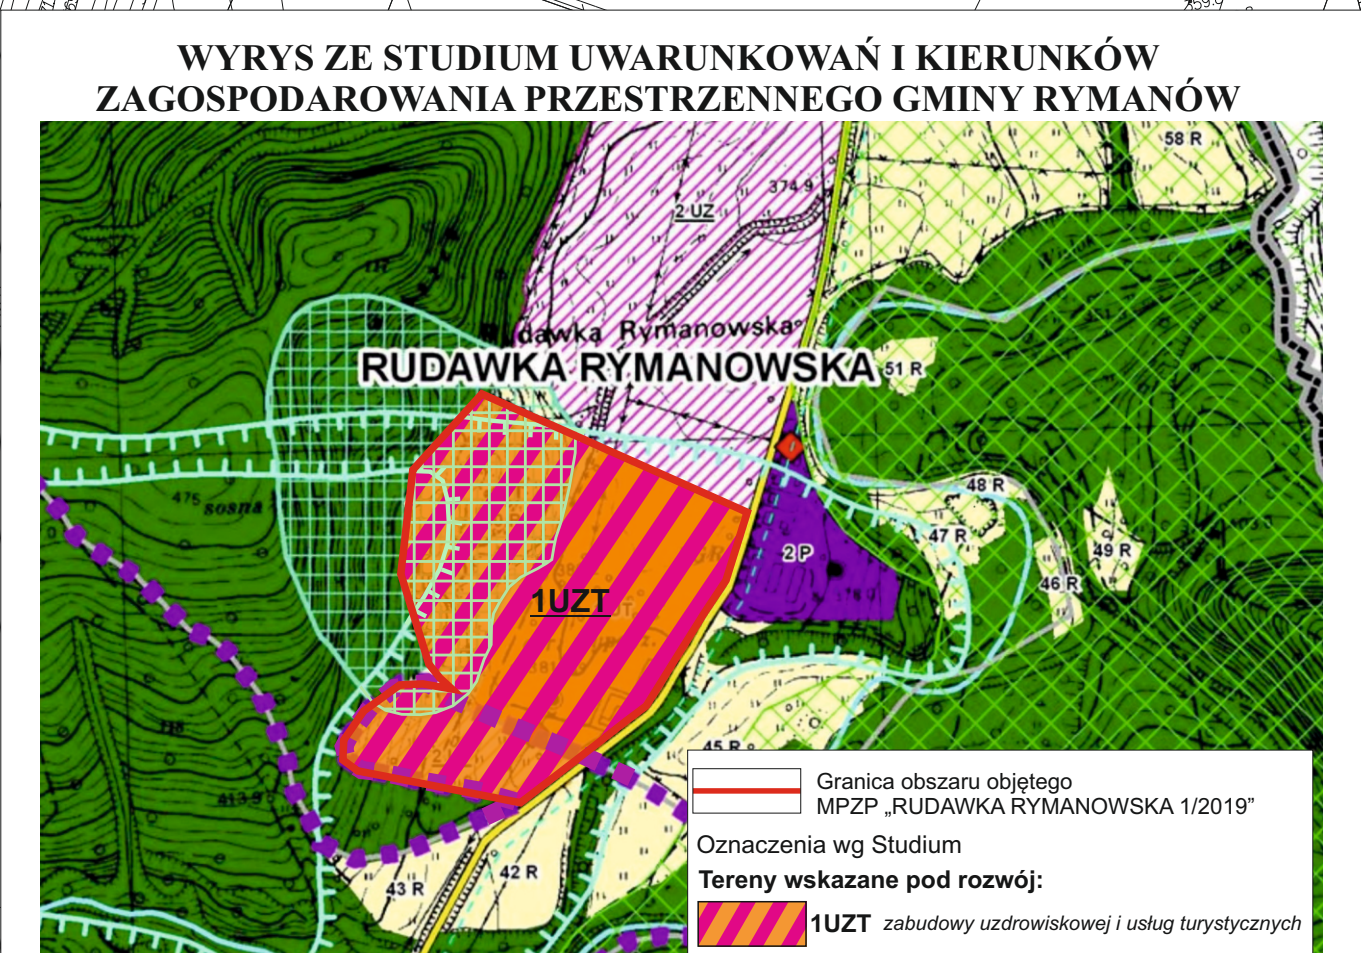 WYRYS ZE STUDIUM UWARUNKOWAŃ I KIERUNKÓW
ZAGOSPODAROWANIA PRZESTRZENNEGO GMINY RYMANÓW
58 R
374.9
2 UZ
Rudawka Rymanowska
RUDAWKA RYMANOWSKA
51 R
475
sosna
48 R
47 R
2 P
49 R
46 R
1UZT
45 R
413.9
43 R
42 R
Granica obszaru objętego
MPZP „RUDAWKA RYMANOWSKA 1/2019”
Oznaczenia wg Studium
Tereny wskazane pod rozwój:
1UZT zabudowy uzdrowiskowej i usług turystycznych